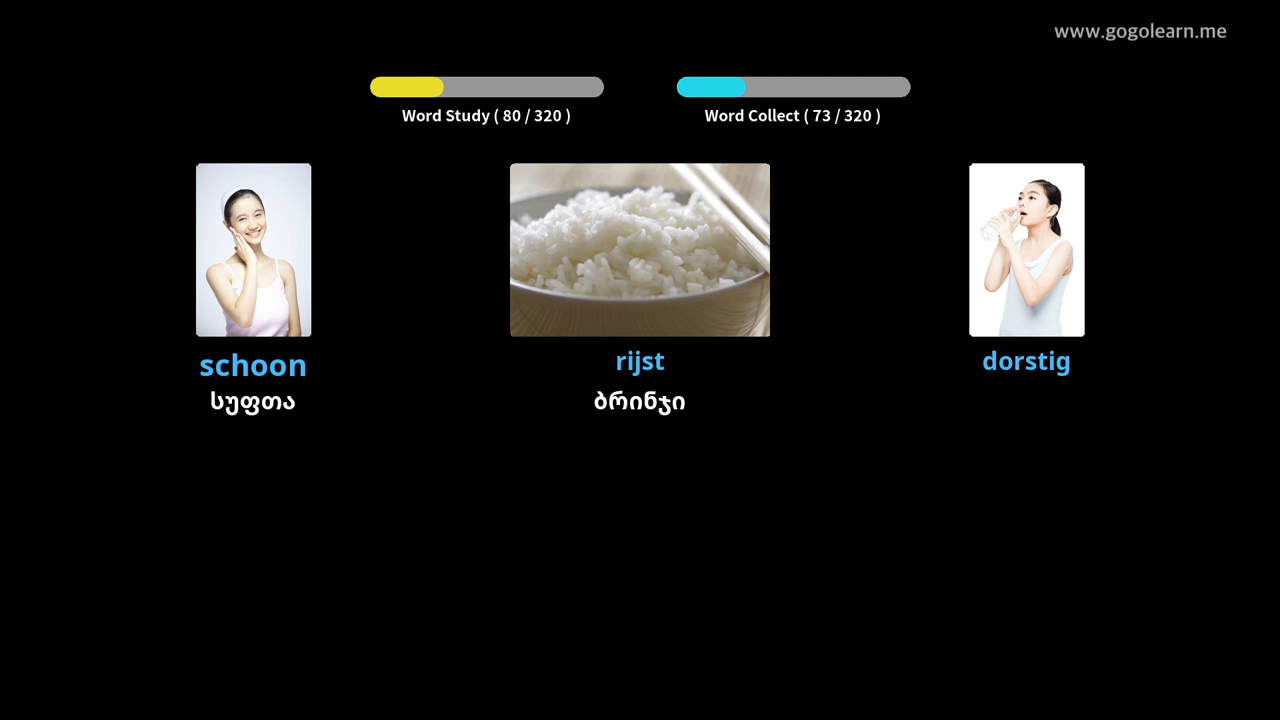 www.gogolearn.me
Word Study ( 80 / 320 )
Word Collect ( 73 / 320 )
schoon
rijst
dorstig
სუფთა
ბრინჯი